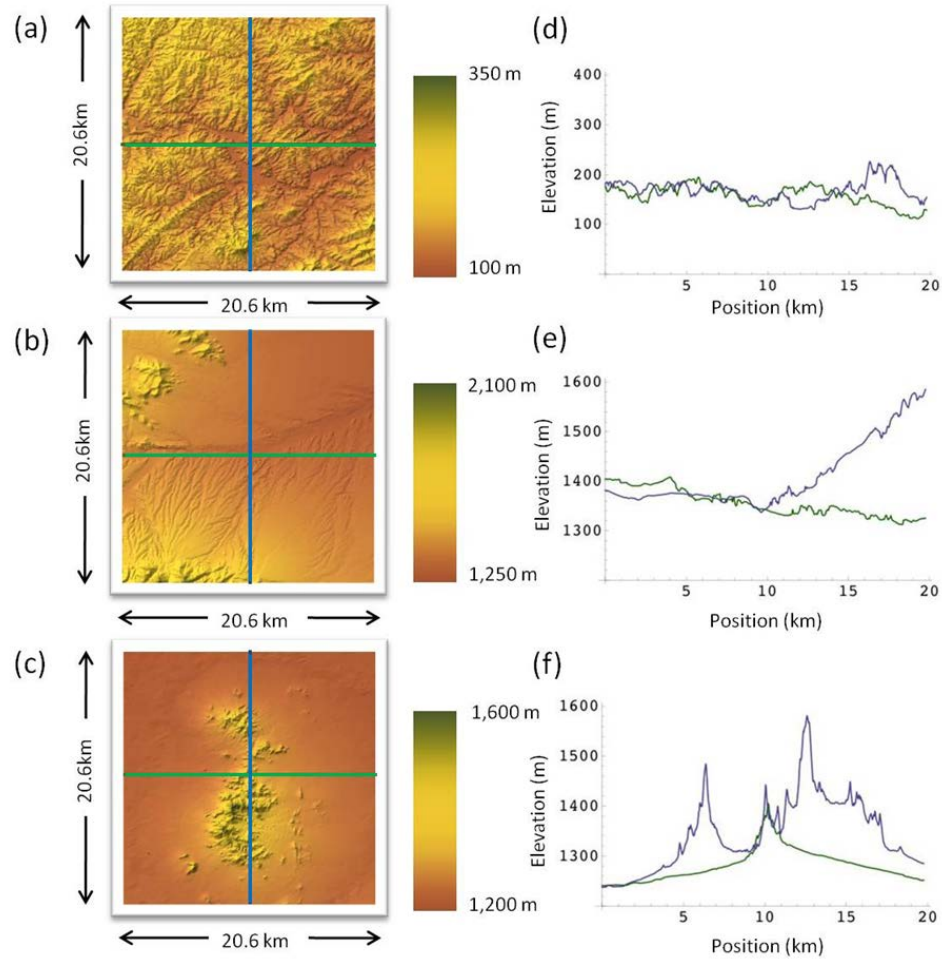 (a)
20.6km
20.6 km
350 m
100 m
(d)
Elevation (m)
400
300
200
100
5
10
15
20
Position (km)
(b)
20.6km
20.6 km
2,100 m
1,250 m
(e)
Elevation (m)
1600
1500
1400
1300
5
10
15
20
Position (km)
(c)
20.6km
20.6 km
1,600 m
1,200 m
(f)
Elevation (m)
1600
1500
1400
1300
5
10
15
20
Position (km)